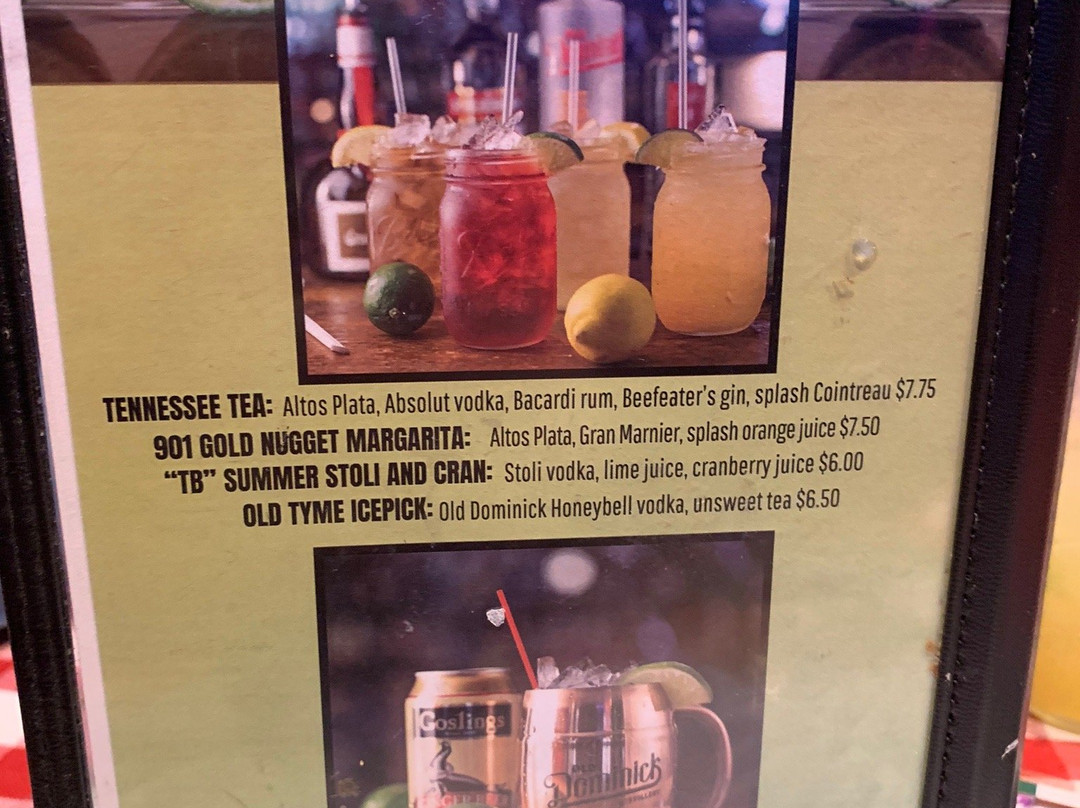 TENNESSEE TEA: Altos Plata, Absolut vodka, Bacardi rum, Beefeater's gin, splash Cointreau $7.75
901 GOLD NUGGET MARGARITA: Altos Plata, Gran Marnier, splash orange juice $7.50
“TB” SUMMER STOLI AND CRAN: Stoli vodka, lime juice, cranberry juice $6.00
OLD TYME ICEPICK: Old Dominick Honeybell vodka, unsweet tea $6.50
Goslings
OLD
Dominick